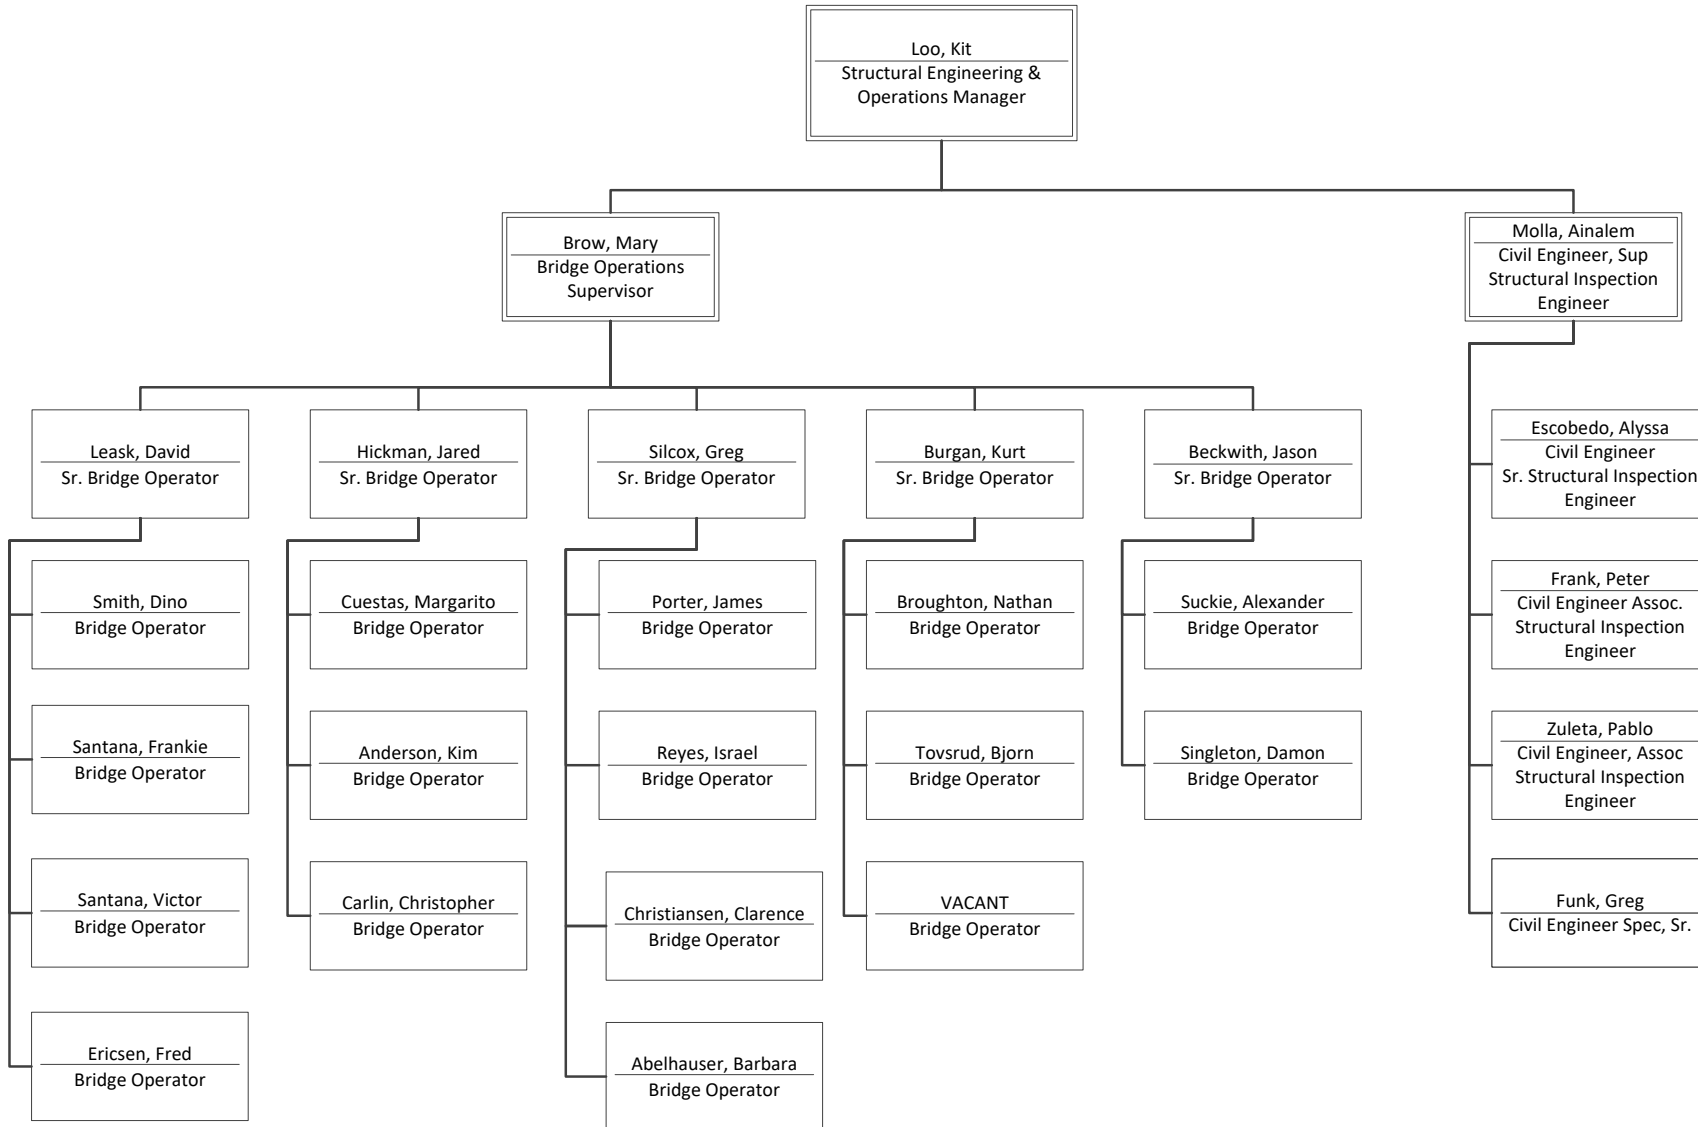 Loo, Kit
Structural Engineering &
Operations Manager
Brow, Mary
Bridge Operations
Supervisor
Molla, Ainalem
Civil Engineer, Sup
Structural Inspection
Engineer
Leask, David
Sr. Bridge Operator
Hickman, Jared
Sr. Bridge Operator
Silcox, Greg
Sr. Bridge Operator
Burgan, Kurt
Sr. Bridge Operator
Beckwith, Jason
Sr. Bridge Operator
Escobedo, Alyssa
Civil Engineer
Sr. Structural Inspection
Engineer
Smith, Dino
Bridge Operator
Cuestas, Margarito
Bridge Operator
Porter, James
Bridge Operator
Broughton, Nathan
Bridge Operator
Suckie, Alexander
Bridge Operator
Frank, Peter
Civil Engineer Assoc.
Structural Inspection
Engineer
Santana, Frankie
Bridge Operator
Anderson, Kim
Bridge Operator
Reyes, Israel
Bridge Operator
Tovsrud, Bjorn
Bridge Operator
Singleton, Damon
Bridge Operator
Zuleta, Pablo
Civil Engineer, Assoc
Structural Inspection
Engineer
Santana, Victor
Bridge Operator
Carlin, Christopher
Bridge Operator
Christiansen, Clarence
Bridge Operator
VACANT
Bridge Operator
Funk, Greg
Civil Engineer Spec, Sr.
Ericsen, Fred
Bridge Operator
Abelhauser, Barbara
Bridge Operator